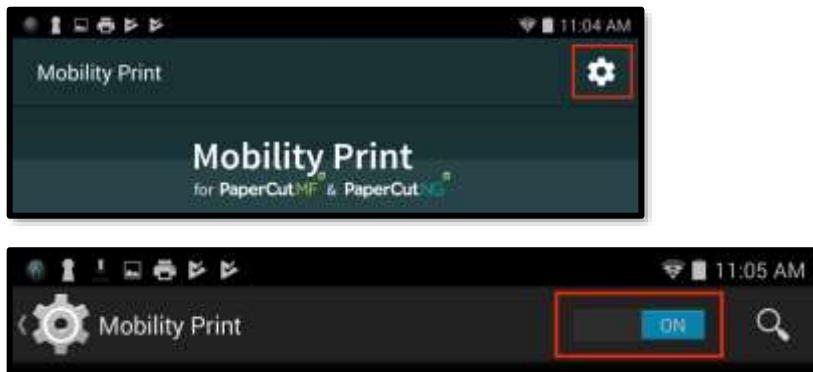 11:04 AM
Mobility Print
Mobility Print
for PaperCutMF & PaperCutNG
11:05 AM
Mobility Print
ON